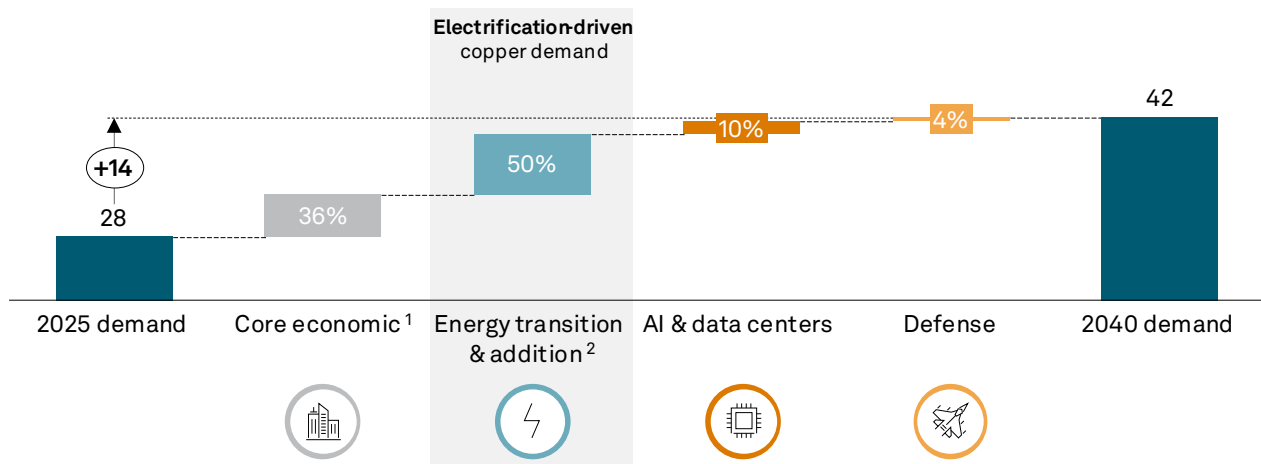 Electrification-driven
copper demand
42
10%
4%
+14
50%
28
36%
2025 demand
Core economic 1
Energy transition
& addition 2
AI & data centers
Defense
2040 demand